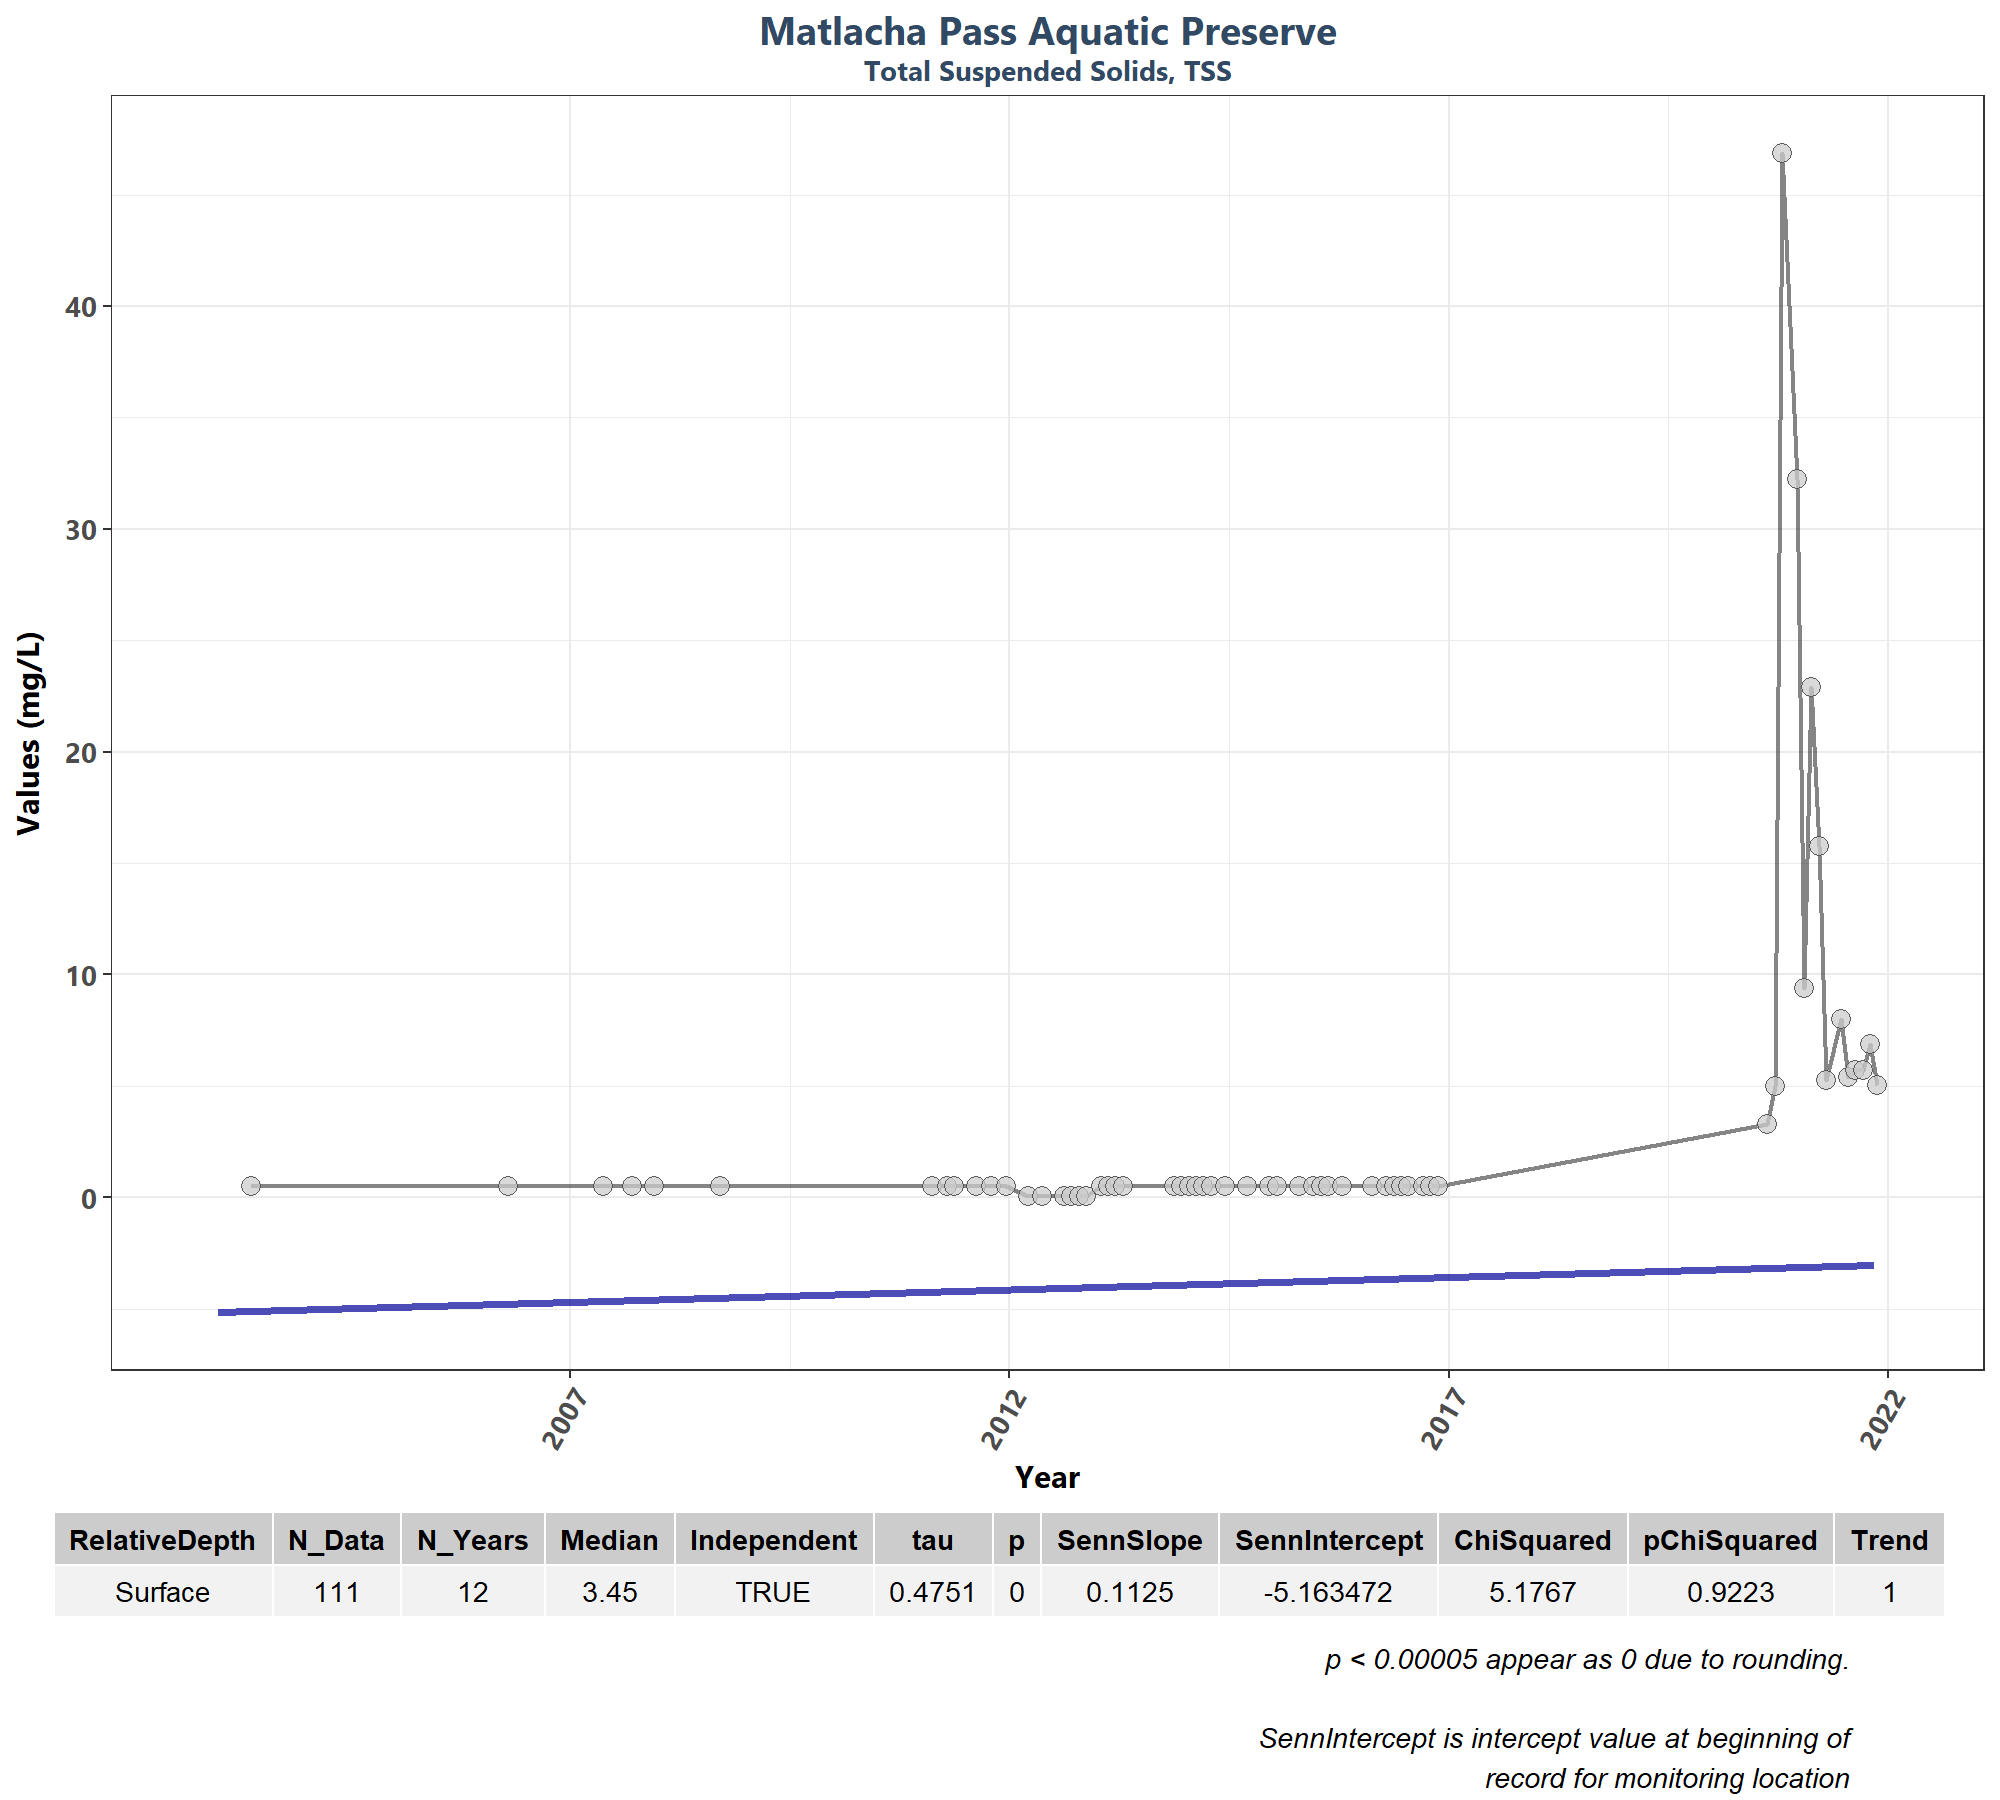 Matlacha Pass Aquatic Preserve
Total Suspended Solids, TSS
Values (mg/L)
40
30
20
10
0
2007 2012 2017 2022
Year
RelativeDepth N_Data N_Years Median Independent tau p SennSlope SennIntercept ChiSquared pChiSquared Trend
Surface 111 12 3.45 TRUE 0.4751 0 0.1125 -5.163472 5.1767 0.9223 1
p < 0.00005 appear as 0 due to rounding.
SennIntercept is intercept value at beginning of
record for monitoring location